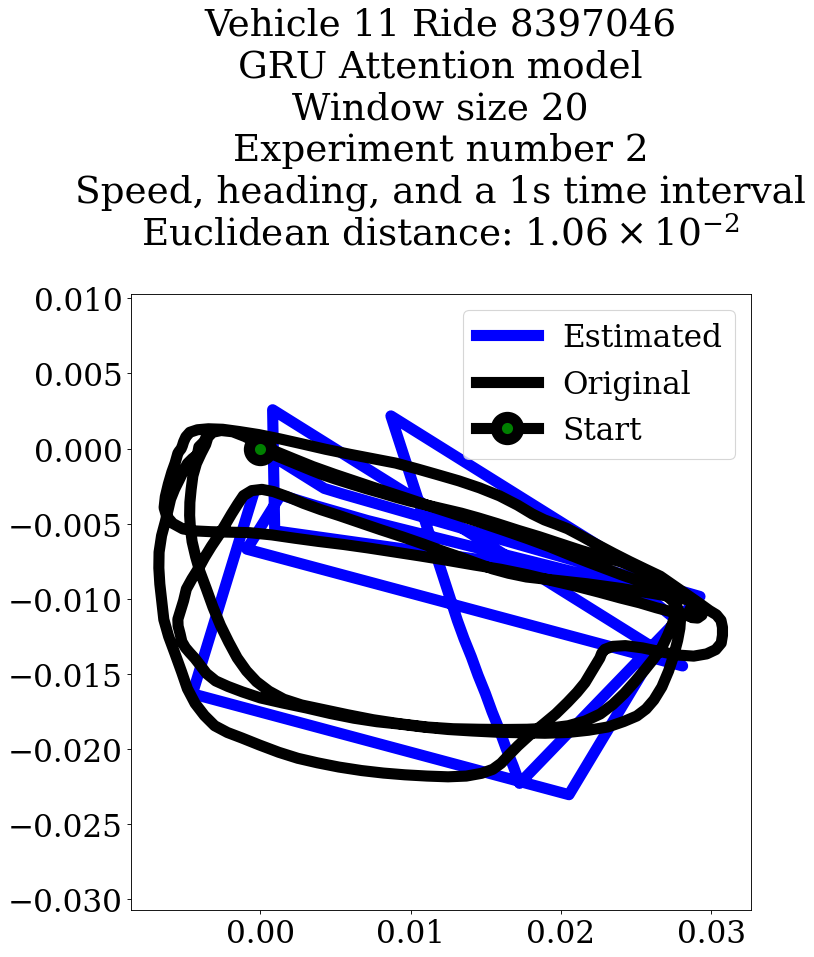 Vehicle 11 Ride 8397046
GRU Attention model
Window size 20
Experiment number 2
Speed, heading, and a 1s time interval
Euclidean distance: 1.06 × 10⁻²
0.010
0.005
0.000
−0.005
−0.010
−0.015
−0.020
−0.025
−0.030
Estimated
Original
Start
0.00 0.01 0.02 0.03